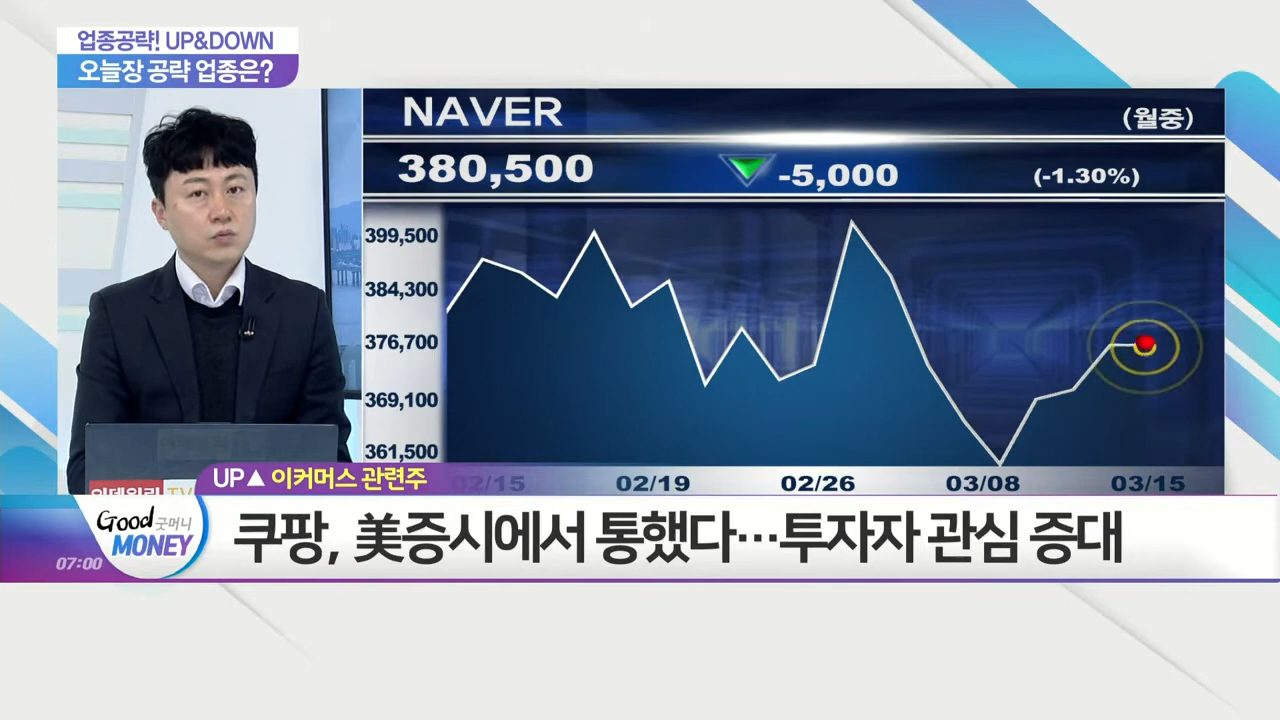 업종공략! UP&DOWN
오늘장 공략 업종은?
NAVER
(월중)
380,500
-5,000
(-1.30%)
399,500
384,300
376,700
369,100
361,500
02/15
02/19
02/26
03/08
03/15
UP▲ 이커머스 관련주
Good 굿머니
MONEY
쿠팡, 美증시에서 통했다…투자자 관심 증대
07:00